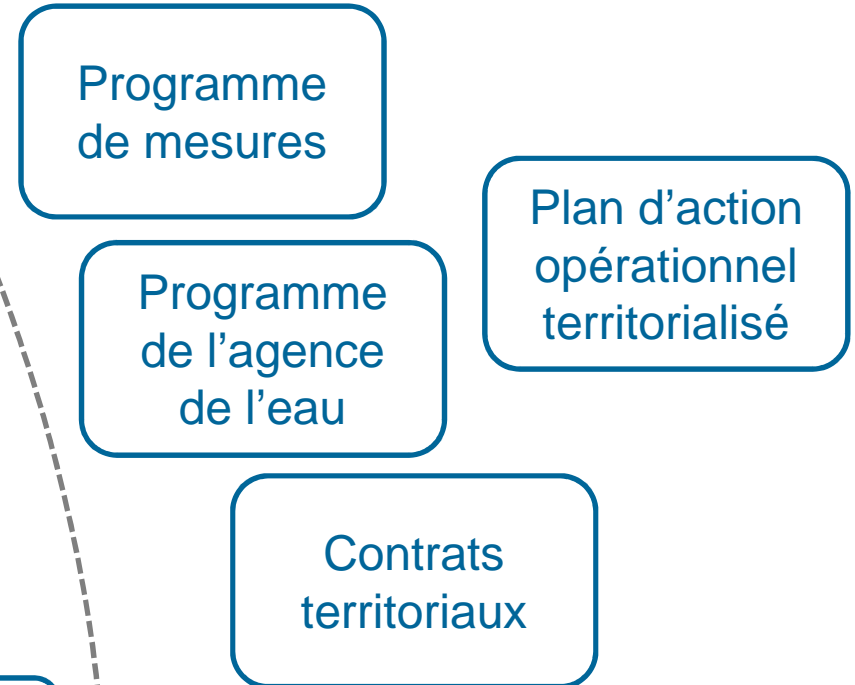 Programme
de mesures
Plan d’action
opérationnel
territorialisé
Programme
de l’agence
de l’eau
Contrats
territoriaux